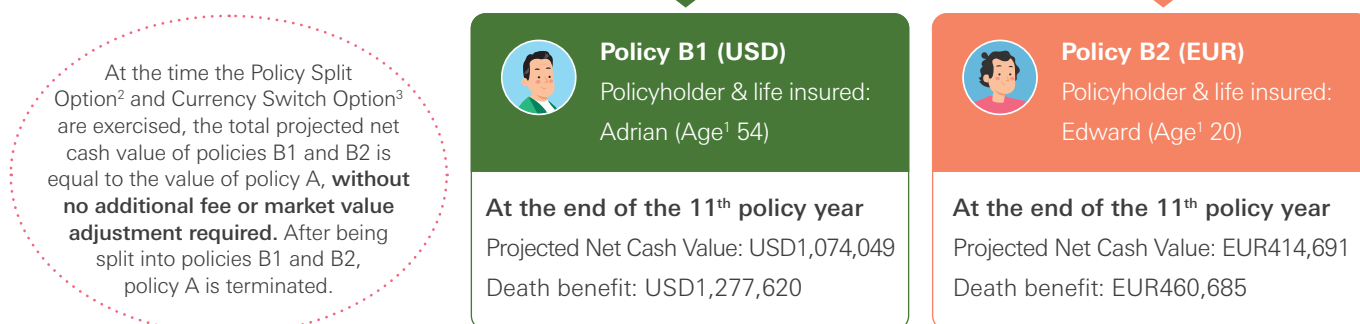 At the time the Policy Split
Option² and Currency Switch Option³
are exercised, the total projected net
cash value of policies B1 and B2 is
equal to the value of policy A, without
no additional fee or market value
adjustment required. After being
split into policies B1 and B2,
policy A is terminated.
Policy B1 (USD)
Policyholder & life insured:
Adrian (Age¹ 54)
At the end of the 11th policy year
Projected Net Cash Value: USD1,074,049
Death benefit: USD1,277,620
Policy B2 (EUR)
Policyholder & life insured:
Edward (Age¹ 20)
At the end of the 11th policy year
Projected Net Cash Value: EUR414,691
Death benefit: EUR460,685